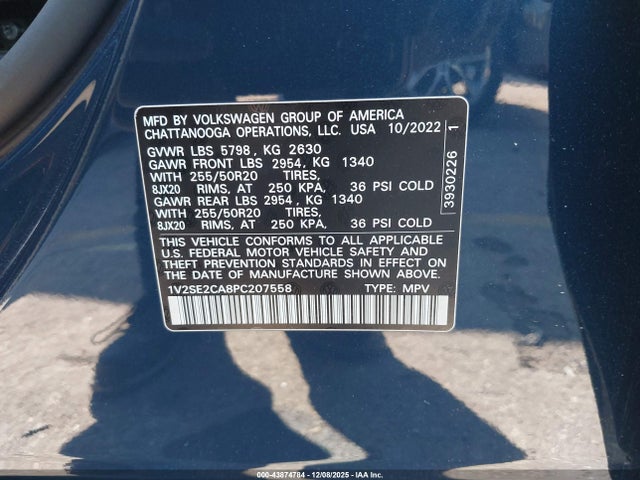 MFD BY VOLKSWAGEN GROUP OF AMERICA
CHATTANOOGA OPERATIONS, LLC. USA 10/2022
GVWR LBS 5798, KG 2630
GAWR FRONT LBS 2954, KG 1340
WITH 255/50R20 TIRES,
8JX20 RIMS, AT 250 KPA, 36 PSI COLD
GAWR REAR LBS 2954, KG 1340
WITH 255/50R20 TIRES,
8JX20 RIMS, AT 250 KPA, 36 PSI COLD
THIS VEHICLE CONFORMS TO ALL APPLICABLE
U.S. FEDERAL MOTOR VEHICLE SAFETY AND
THEFT PREVENTION STANDARDS IN EFFECT ON
THE DATE OF MANUFACTURE SHOWN ABOVE.
1V2SE2CA8PC207558 TYPE: MPV
3930226 1
000-43874784 | 12/08/2025 | IAA Inc.